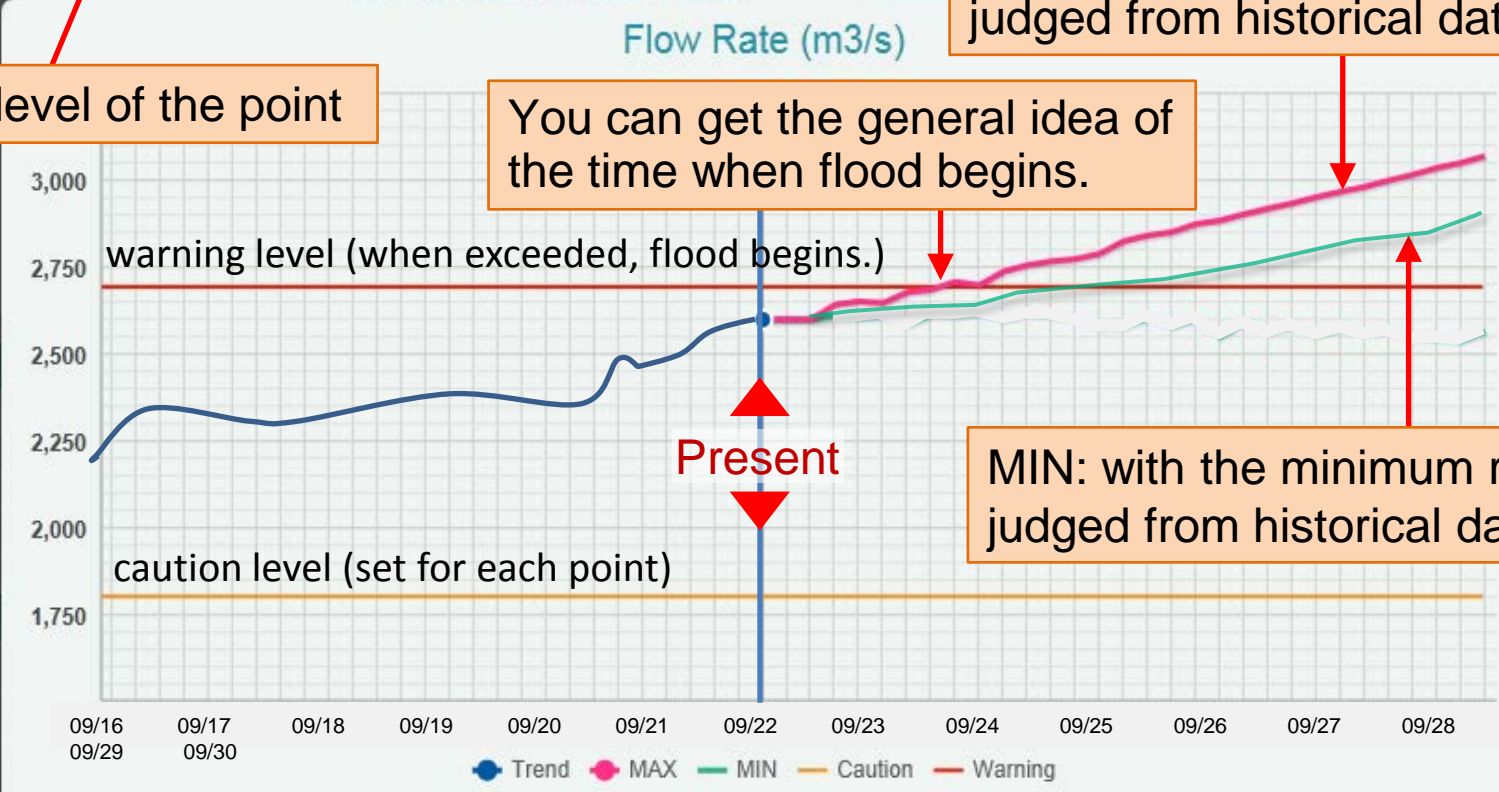 judged from historical dat
Flow Rate (m3/s)
level of the point
You can get the general idea of
the time when flood begins.
3,000
warning level (when exceeded, flood begins.)
2,750
2,500
2,250
Present
MIN: with the minimum
judged from historical da
2,000
caution level (set for each point)
1,750
09/16 09/17 09/18 09/19 09/20 09/21 09/22 09/23 09/24 09/25 09/26 09/27 09/28
09/29 09/30
Trend MAX MIN Caution Warning